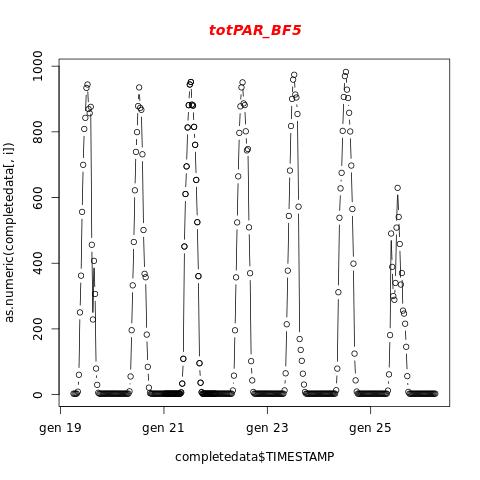 totPAR_BF5
as.numeric(completedata[, i])
1000
800
600
400
200
0
gen 19
gen 21
gen 23
gen 25
completedata$TIMESTAMP